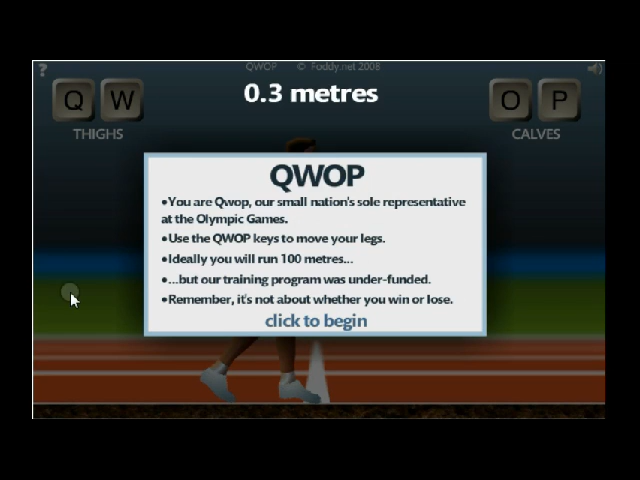 ?
QWOP © Foddy.net 2008
Q W 0.3 metres O P
THIGHS CALVES
QWOP
•You are Qwop, our small nation's sole representative
at the Olympic Games.
•Use the QWOP keys to move your legs.
•Ideally you will run 100 metres...
•...but our training program was under-funded.
•Remember, it's not about whether you win or lose.
click to begin